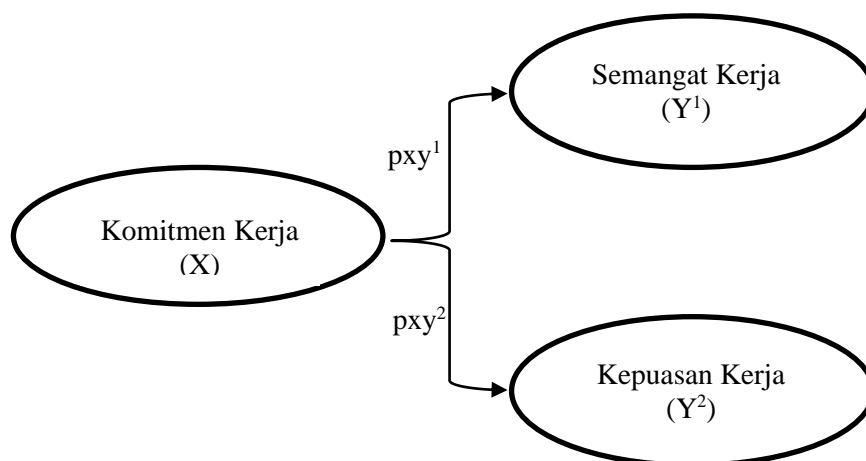 Semangat Kerja
(Y¹)
pxy¹
Komitmen Kerja
(X)
pxy²
Kepuasan Kerja
(Y²)